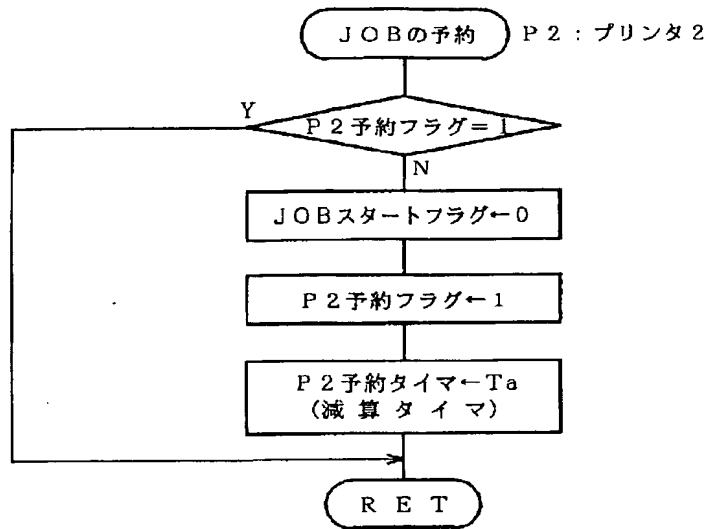 JOBの予約 P2:プリンタ2
P2予約フラグ=1
Y
N
JOBスタートフラグ←0
P2予約フラグ←1
P2予約タイマ←Ta
(減算タイマ)
RET